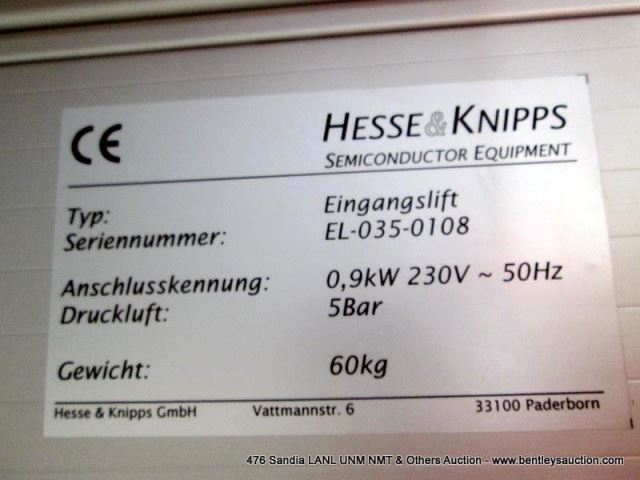 CE
HESSE & KNIPPS
SEMICONDUCTOR EQUIPMENT
Typ: Eingangslift
Seriennummer: EL-035-0108
Anschlusskennung: 0,9kW 230V ~ 50Hz
Druckluft: 5Bar
Gewicht: 60kg
Hesse & Knipps GmbH Vattmannstr. 6 33100 Paderborn
476 Sandia LANL UNM NMT & Others Auction - www.bentleysauction.com